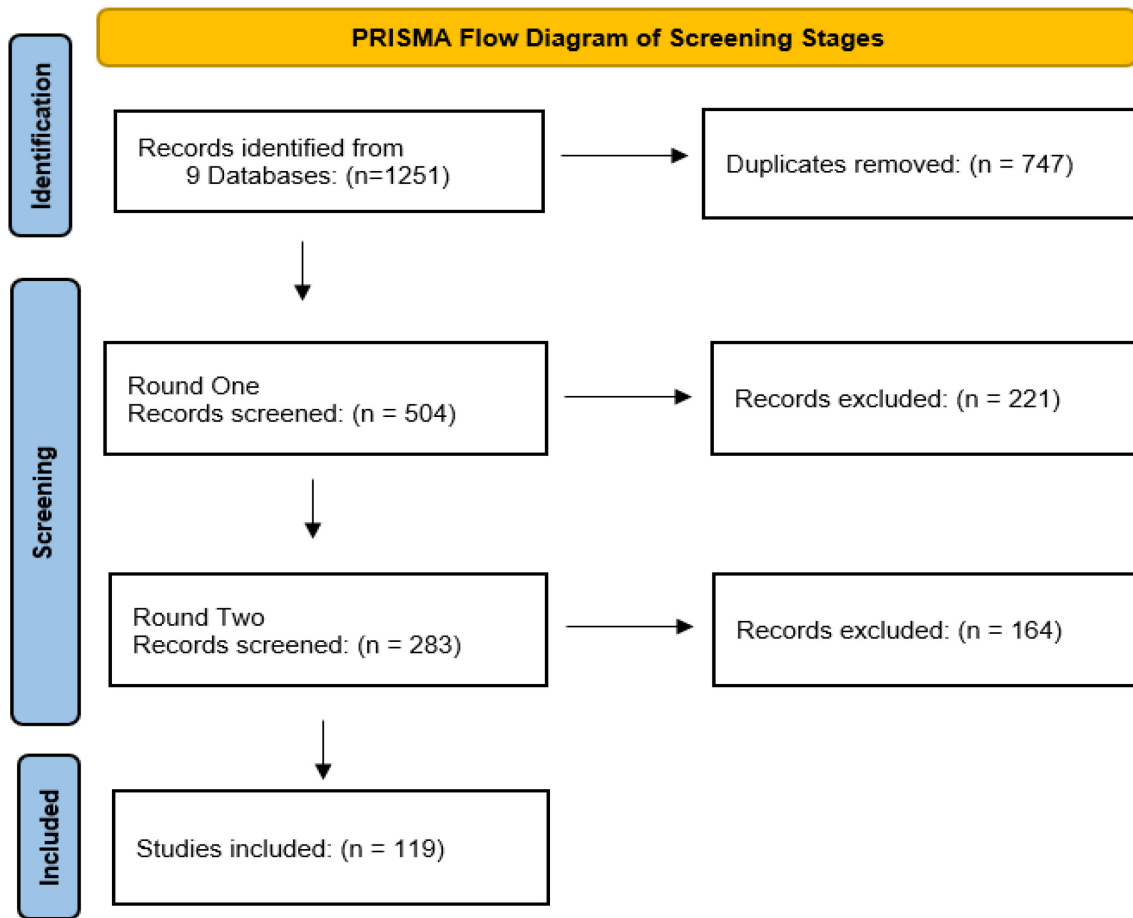 PRISMA Flow Diagram of Screening Stages
Identification
Records identified from
9 Databases: (n=1251)
Duplicates removed: (n = 747)
Screening
Round One
Records screened: (n = 504)
Records excluded: (n = 221)
Round Two
Records screened: (n = 283)
Records excluded: (n = 164)
Included
Studies included: (n = 119)